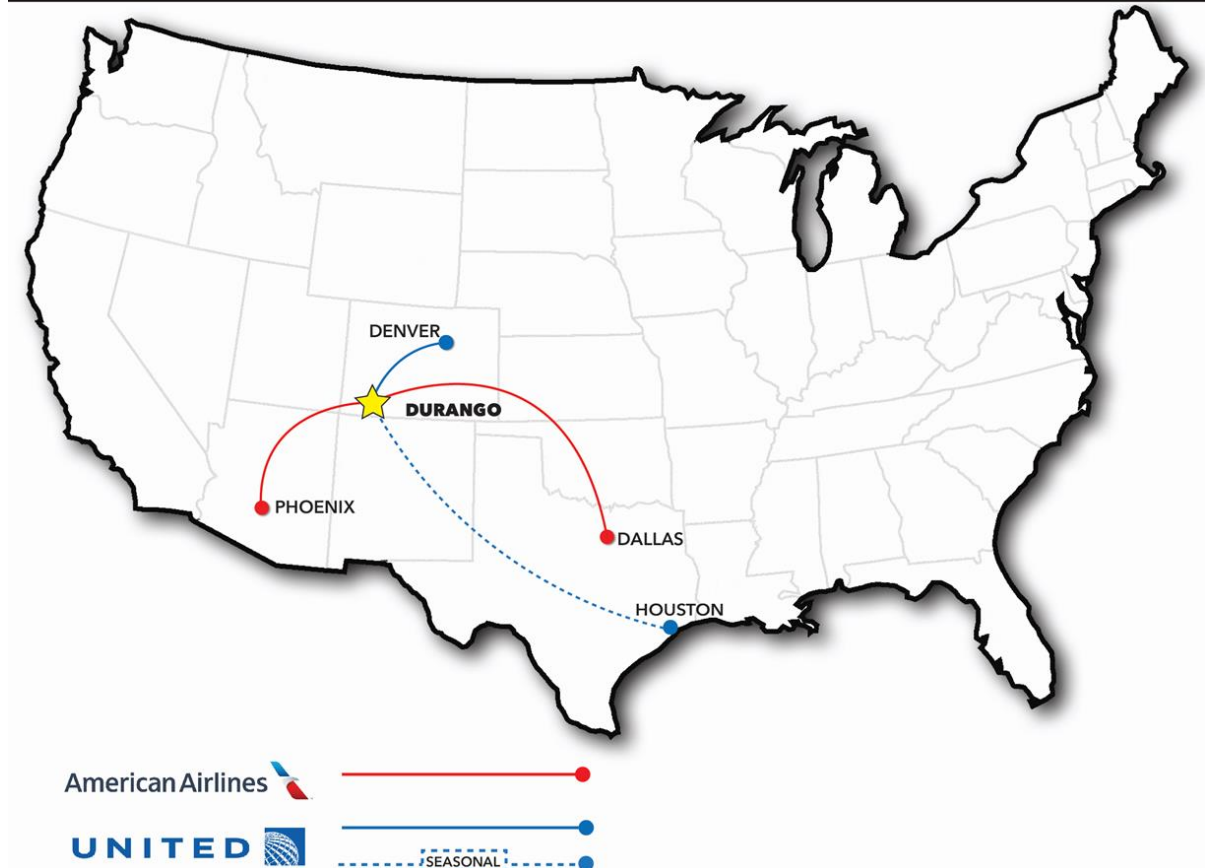 DENVER
DURANGO
PHOENIX
DALLAS
HOUSTON
American Airlines
UNITED
SEASONAL